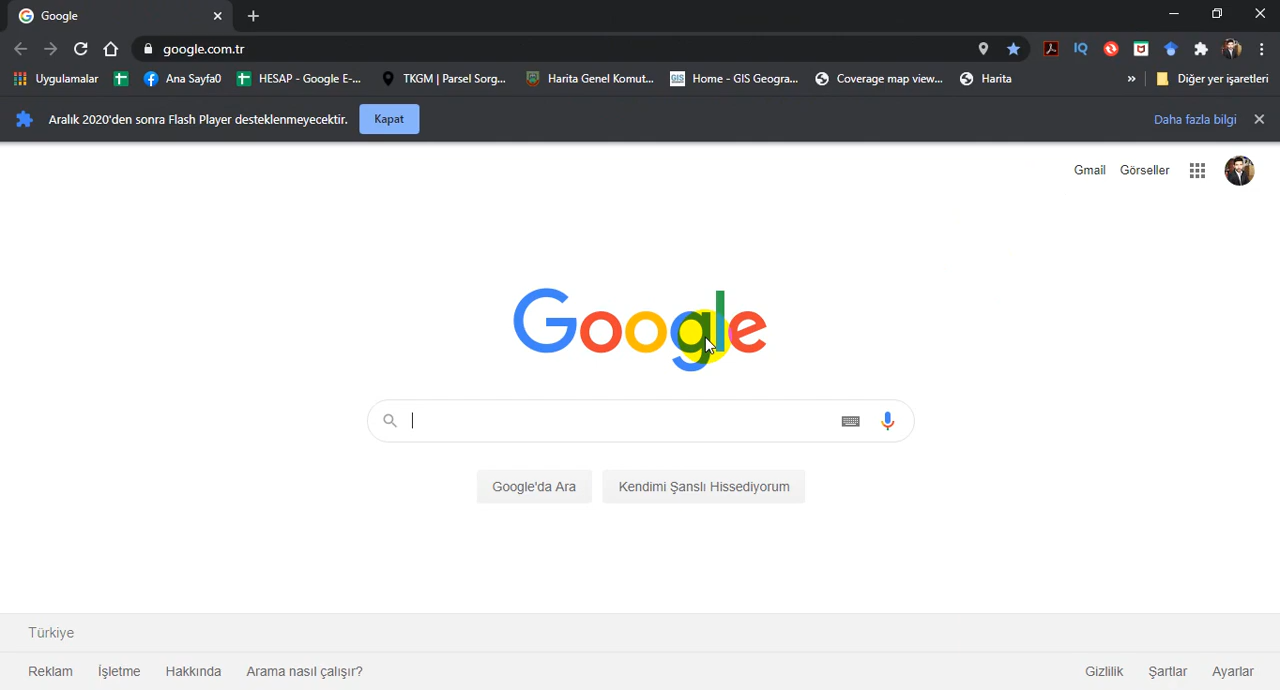 Google
google.com.tr
IQ
Uygulamalar
Ana Sayfa0
HESAP - Google E-...
TKGM | Parsel Sorg...
Harita Genel Komut...
GIS
Home - GIS Geogra...
Coverage map view...
Harita
»
Diğer yer işaretleri
Aralık 2020'den sonra Flash Player desteklenmeyecektir.
Kapat
Daha fazla bilgi
Gmail
Görseller
Google
Google'da Ara
Kendimi Şanslı Hissediyorum
Türkiye
Reklam
İşletme
Hakkında
Arama nasıl çalışır?
Gizlilik
Şartlar
Ayarlar